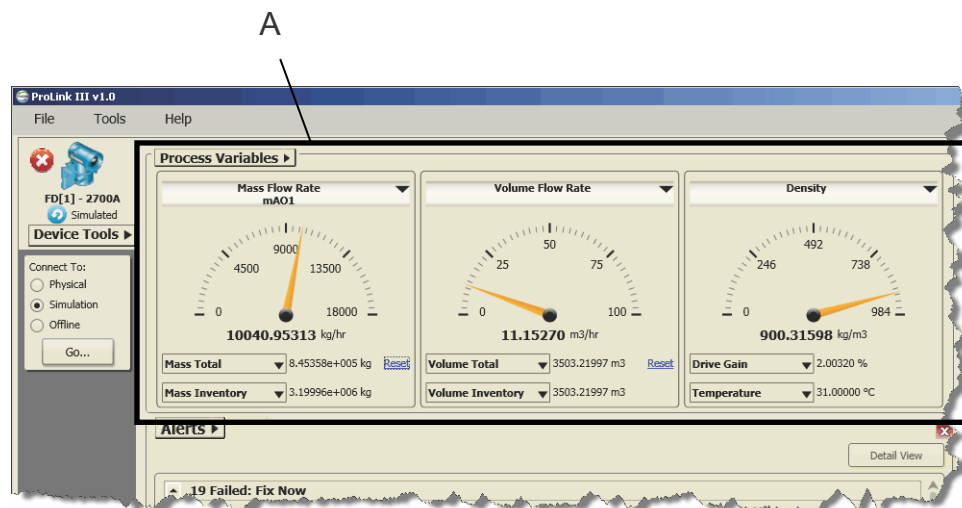 A
ProLink III v1.0
File Tools Help
FD[1] - 2700A
Simulated
Device Tools
Connect To:
Physical
Simulation
Offline
Go...
Process Variables
Mass Flow Rate
mAO1
0 4500 9000 13500 18000
10040.95313 kg/hr
Mass Total 8.45358e+005 kg Reset
Mass Inventory 3.19996e+006 kg
Volume Flow Rate
0 25 50 75 100
11.15270 m3/hr
Volume Total 3503.21997 m3 Reset
Volume Inventory 3503.21997 m3
Density
0 246 492 738 984
900.31598 kg/m3
Drive Gain 2.00320 %
Temperature 31.00000 °C
Alerts
Detail View
19 Failed: Fix Now